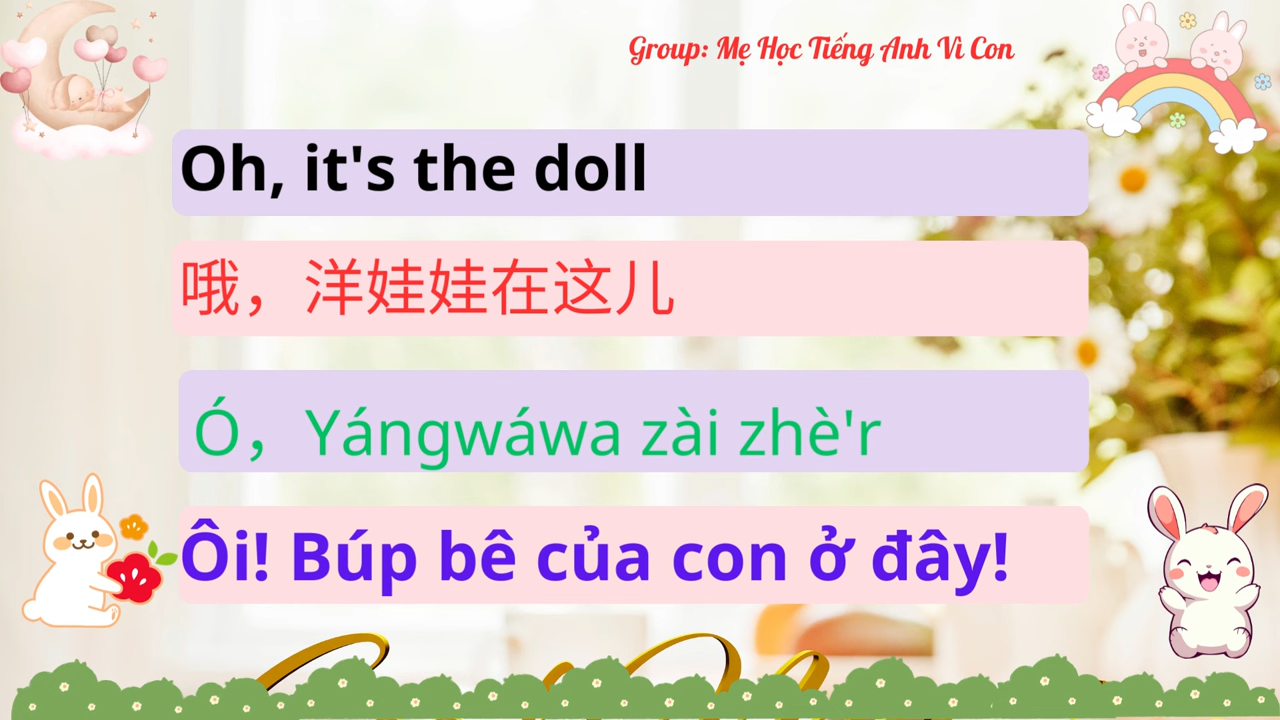 Group: Mẹ Học Tiếng Anh Vì Con
Oh, it's the doll
哦，洋娃娃在这儿
Ó，Yángwáwa zài zhè'r
Ôi! Búp bê của con ở đây!